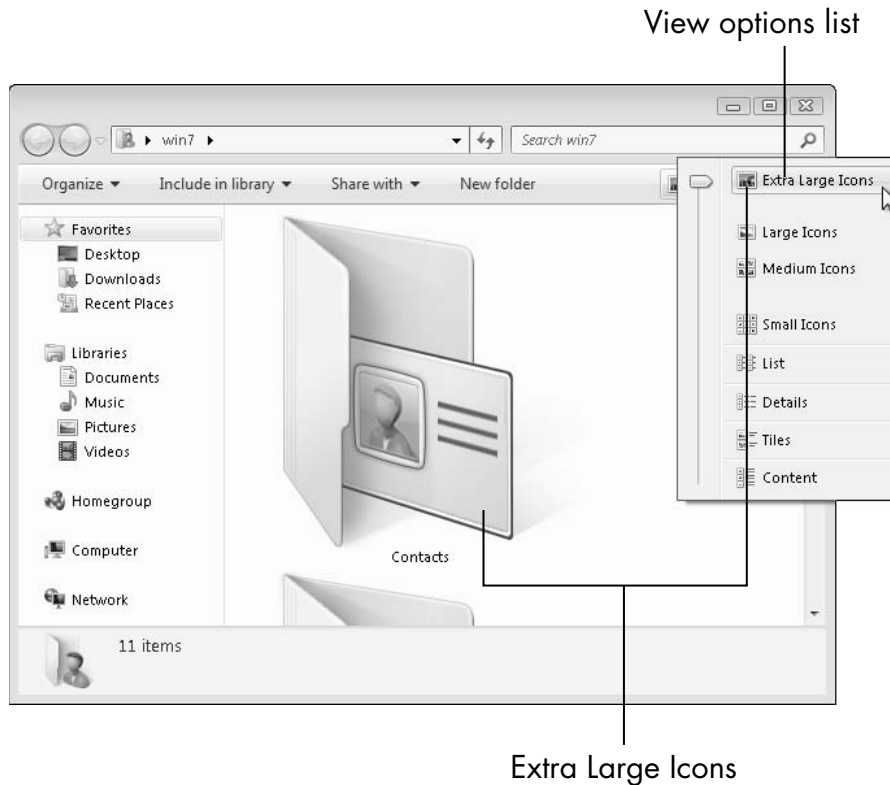 View options list
win7
Search win7
Organize
Include in library
Share with
New folder
Extra Large Icons
Large Icons
Medium Icons
Small Icons
List
Details
Tiles
Content
Favorites
Desktop
Downloads
Recent Places
Libraries
Documents
Music
Pictures
Videos
Homegroup
Computer
Network
Contacts
11 items
Extra Large Icons